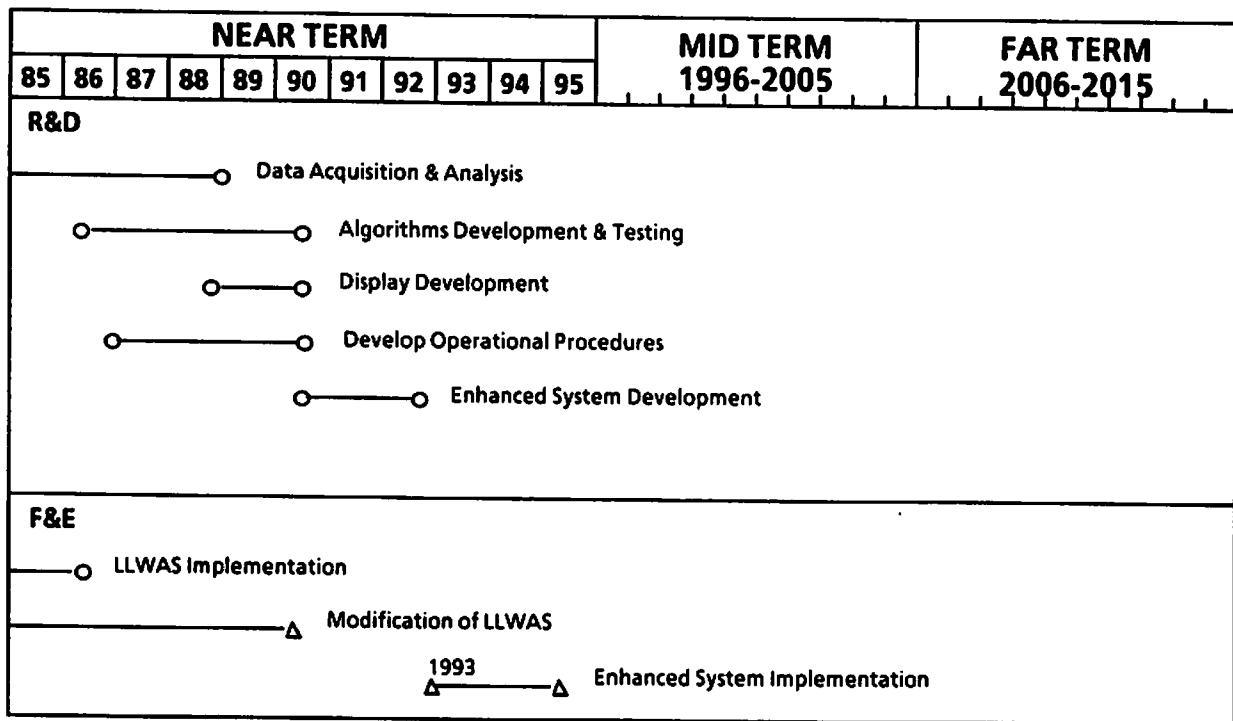 NEAR TERM
MID TERM
1996-2005
FAR TERM
2006-2015
85 86 87 88 89 90 91 92 93 94 95
R&D
Data Acquisition & Analysis
Algorithms Development & Testing
Display Development
Develop Operational Procedures
Enhanced System Development
F&E
LLWAS Implementation
Modification of LLWAS
1993
Enhanced System Implementation